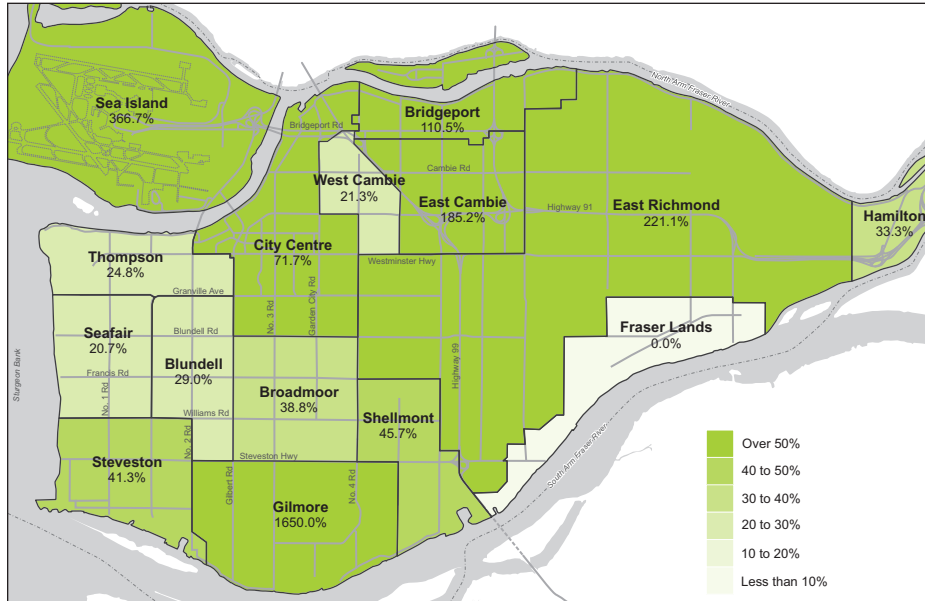 North Arm Fraser River
Sea Island
366.7%
Bridgeport
110.5%
Bridgeport Rd
Cambie Rd
West Cambie
21.3%
East Cambie
185.2%
Highway 91
East Richmond
221.1%
Hamilton
33.3%
City Centre
71.7%
Westminster Hwy
Thompson
24.8%
Granville Ave
No. 3 Rd
Garden City Rd
Seafair
20.7%
Blundell Rd
Fraser Lands
0.0%
Sturgeon Bank
Blundell
29.0%
Francis Rd
No. 1 Rd
Highway 99
Broadmoor
38.8%
Shellmont
45.7%
Williams Rd
No. 2 Rd
Steveston
41.3%
Steveston Hwy
Gilbert Rd
No. 4 Rd
South Arm Fraser River
Gilmore
1650.0%
Over 50%
40 to 50%
30 to 40%
20 to 30%
10 to 20%
Less than 10%